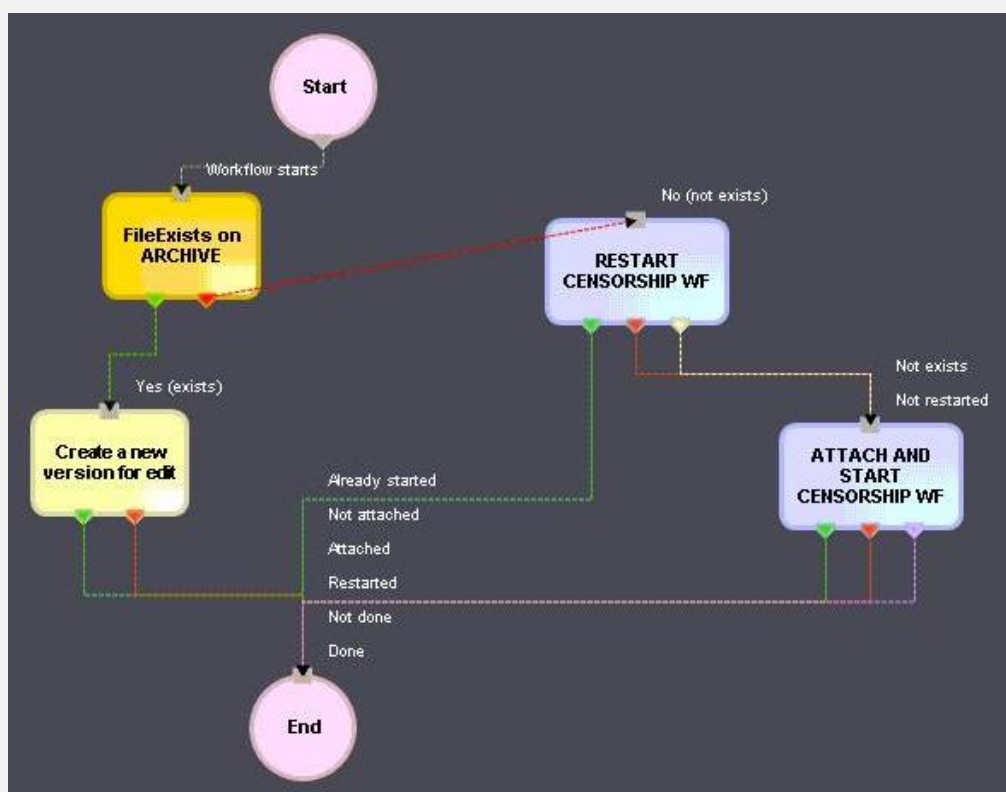 Start
Workflow starts
No (not exists)
FileExists on
ARCHIVE
RESTART
CENSORSHIP WF
Yes (exists)
Not exists
Not restarted
Create a new
version for edit
ATTACH AND
START
CENSORSHIP WF
Already started
Not attached
Attached
Restarted
Not done
Done
End